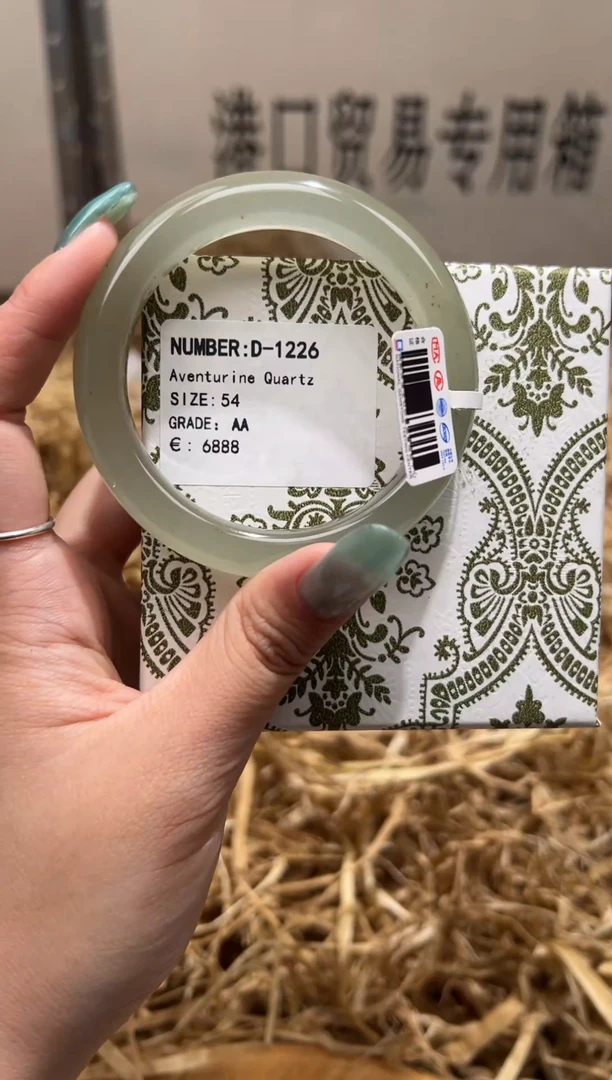 港口贸易专用箱
NUMBER:D-1226
Aventurine Quartz
SIZE:54
GRADE: AA
€: 6888